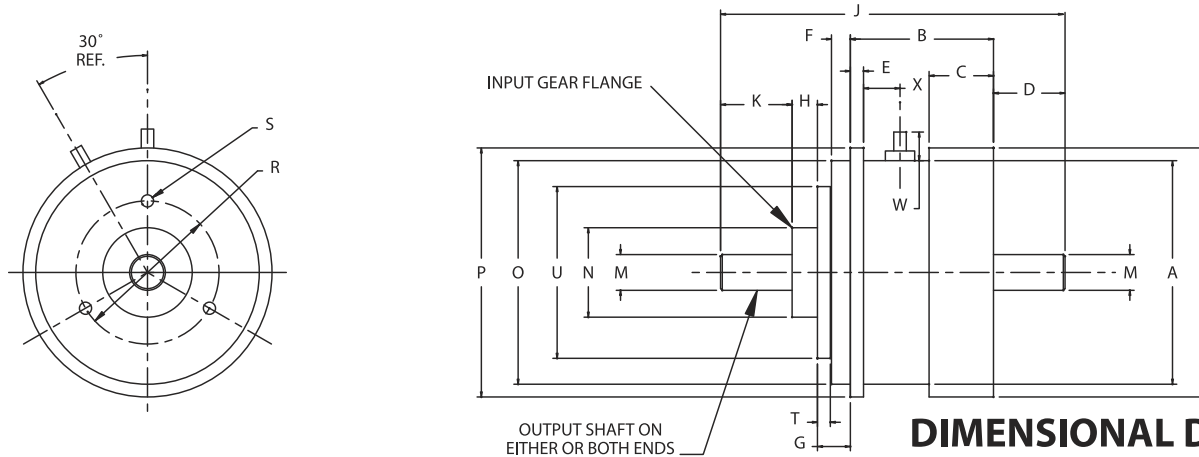 30°
REF.
S
R
J
F
B
E
C
X
INPUT GEAR FLANGE
K
H
D
W
P
O
U
N
M
M
A
T
G
OUTPUT SHAFT ON
EITHER OR BOTH ENDS
DIMENSIONAL D